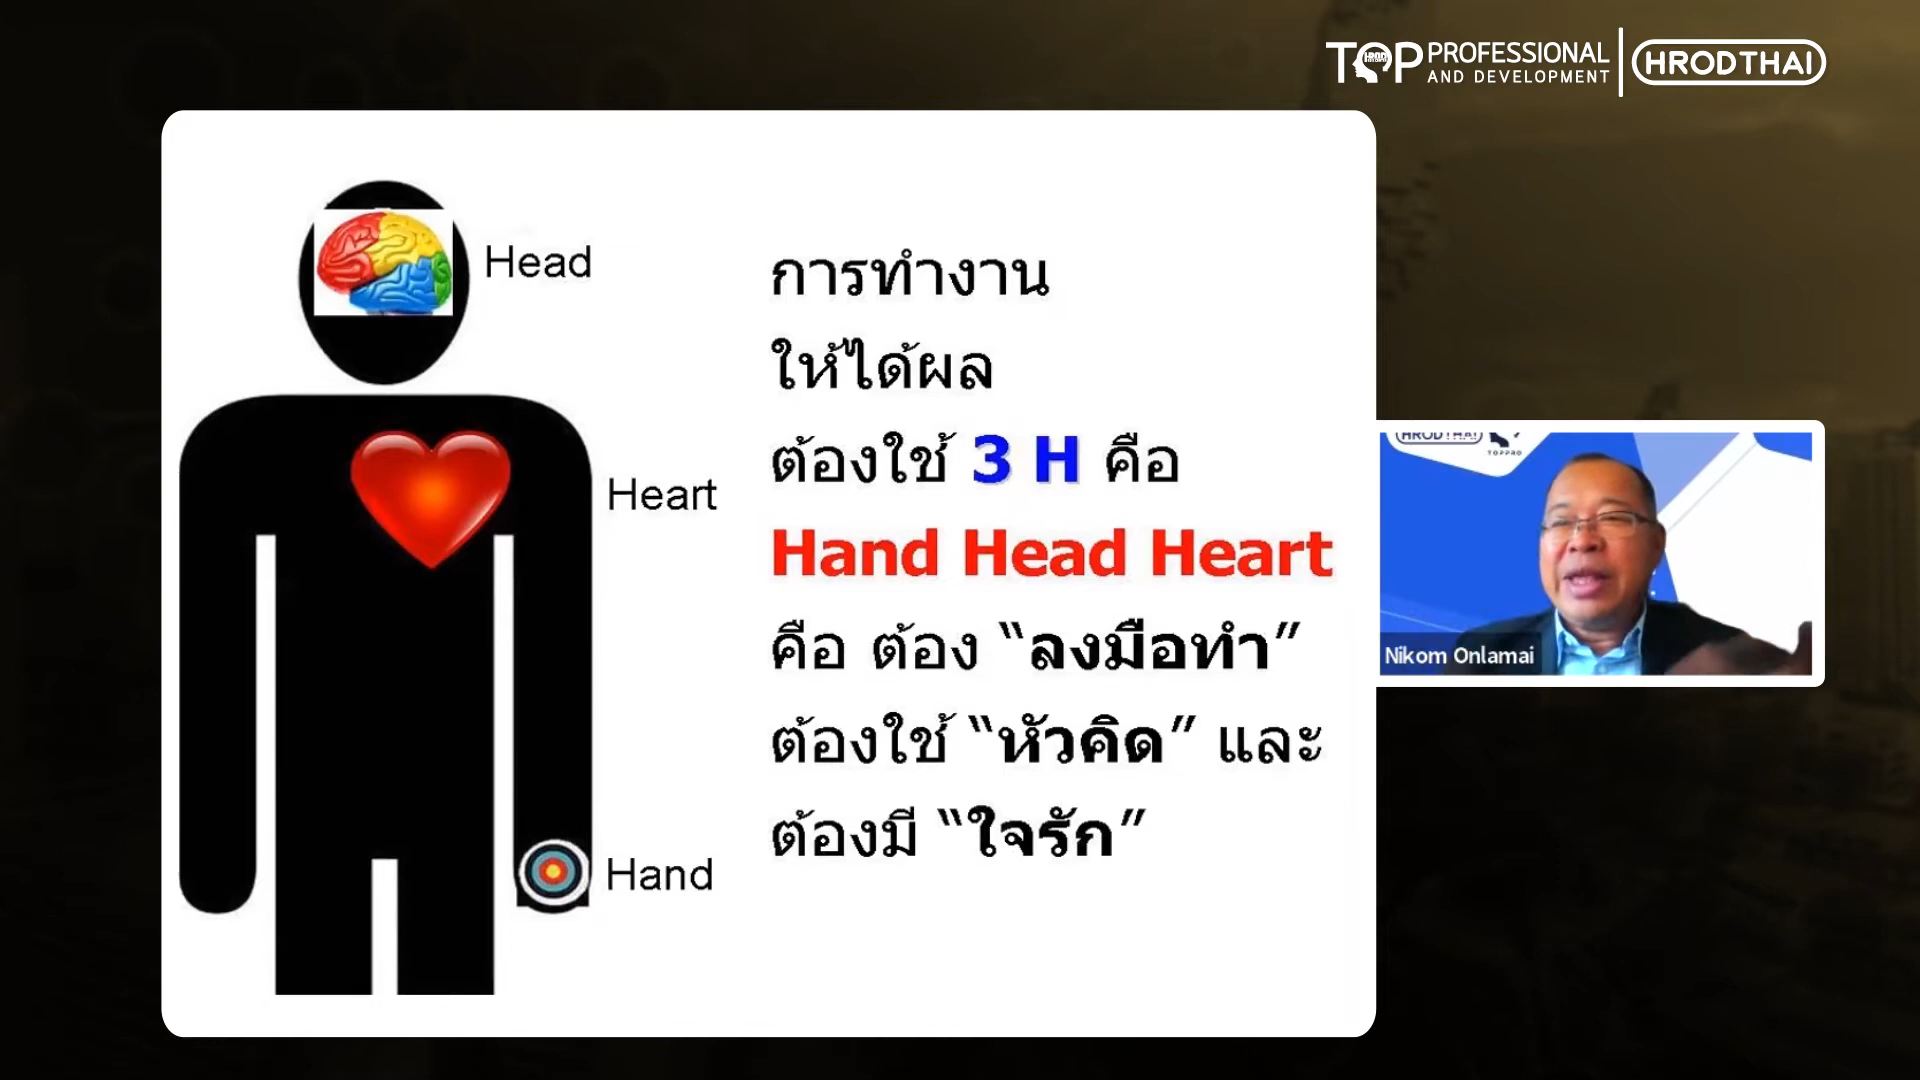 TOP PROFESSIONAL AND DEVELOPMENT
HRODTHAI
Head
Heart
Hand
การทำงาน
ให้ได้ผล
ต้องใช้ 3 H คือ
Hand Head Heart
คือ ต้อง “ลงมือทำ”
ต้องใช้ “หัวคิด” และ
ต้องมี “ใจรัก”
HRODTHAI
TOPPRO
Nikom Onlamai